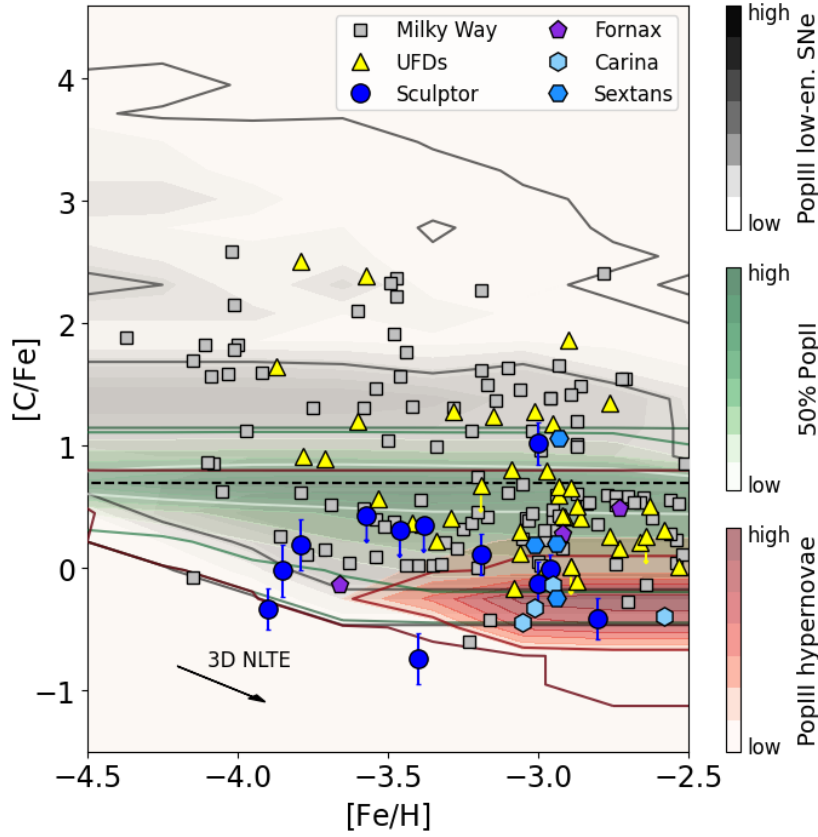 Milky Way
UFDs
Sculptor
Fornax
Carina
Sextans
4
3
2
1
0
−1
[C/Fe]
3D NLTE
−4.5
−4.0
−3.5
−3.0
−2.5
[Fe/H]
high
low
PopIII low-en. SNe
high
low
50% PopII
high
low
PopIII hypernovae